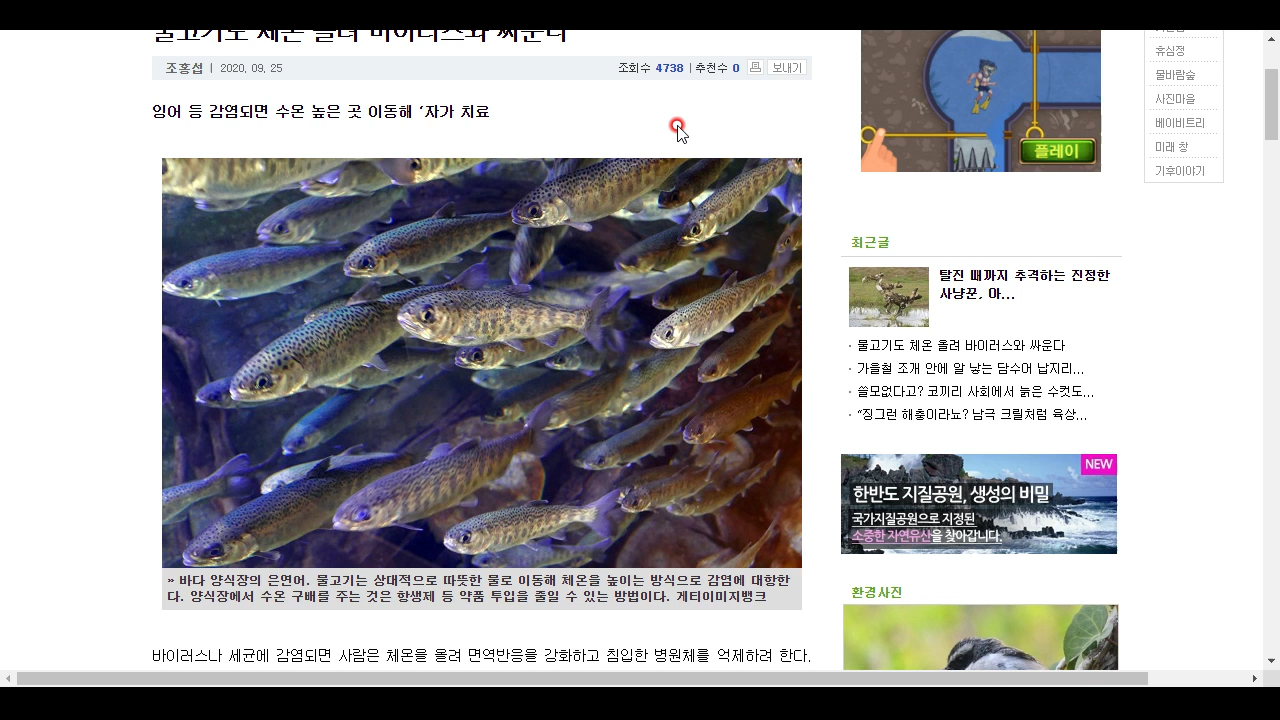 물고기도 체온 올려 바이러스와 싸운다
조홍섭 | 2020. 09. 25
조회수 4738 | 추천수 0 보내기
잉어 등 감염되면 수온 높은 곳 이동해 ‘자가 치료
» 바다 양식장의 은연어. 물고기는 상대적으로 따뜻한 물로 이동해 체온을 높이는 방식으로 감염에 대항한
다. 양식장에서 수온 구배를 주는 것은 항생제 등 약품 투입을 줄일 수 있는 방법이다. 게티이미지뱅크
바이러스나 세균에 감염되면 사람은 체온을 올려 면역반응을 강화하고 침입한 병원체를 억제하려 한다.
플레이
최근글
탈진 때까지 추격하는 진정한
사냥꾼, 아...
· 물고기도 체온 올려 바이러스와 싸운다
· 가을철 조개 안에 알 낳는 담수어 납지리...
· 쓸모없다고? 코끼리 사회에서 늙은 수컷도...
· “징그런 해충이라뇨? 남극 크릴처럼 육상...
NEW
한반도 지질공원, 생성의 비밀
국가지질공원으로 지정된
소중한 자연유산을 찾아갑니다.
환경사진
휴심정
물바람숲
사진마을
베이비트리
미래 창
기후이야기